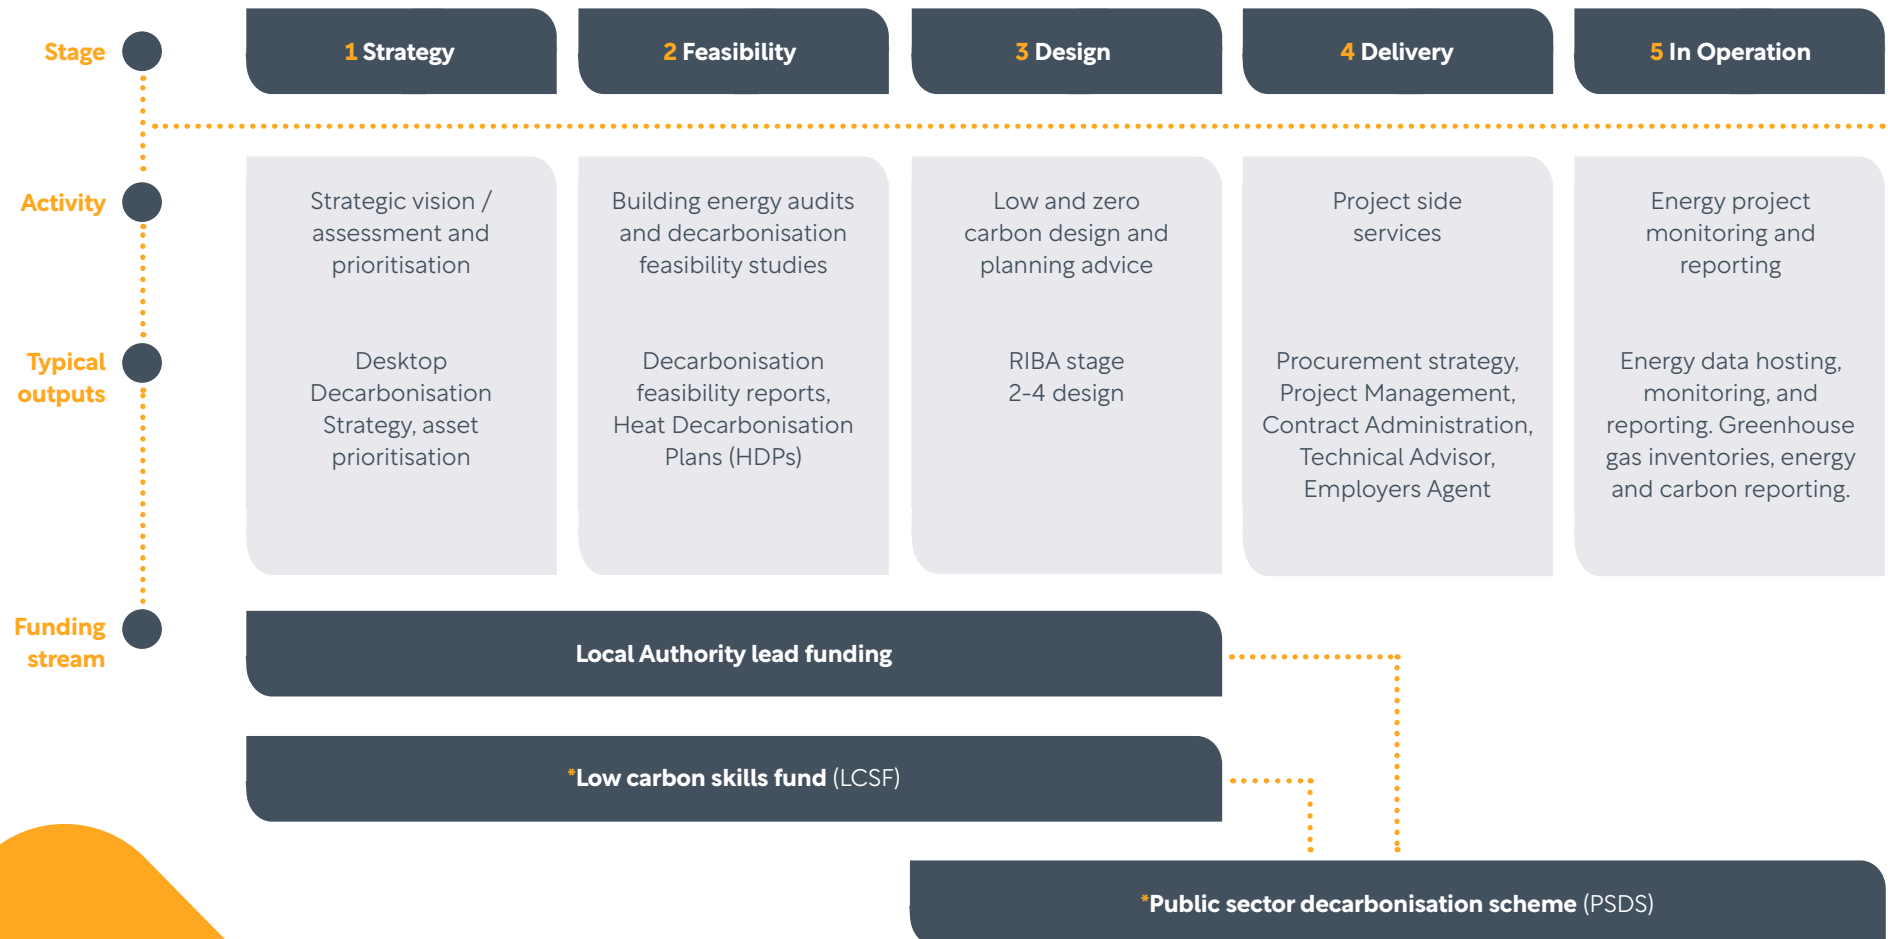 Stage
1 Strategy
2 Feasibility
3 Design
4 Delivery
5 In Operation
Activity
Strategic vision /
assessment and
prioritisation
Building energy audits
and decarbonisation
feasibility studies
Low and zero
carbon design and
planning advice
Project side
services
Energy project
monitoring and
reporting
Typical
outputs
Desktop
Decarbonisation
Strategy, asset
prioritisation
Decarbonisation
feasibility reports,
Heat Decarbonisation
Plans (HDPs)
RIBA stage
2-4 design
Procurement strategy,
Project Management,
Contract Administration,
Technical Advisor,
Employers Agent
Energy data hosting,
monitoring, and
reporting. Greenhouse
gas inventories, energy
and carbon reporting.
Funding
stream
Local Authority lead funding
*Low carbon skills fund (LCSF)
*Public sector decarbonisation scheme (PSDS)